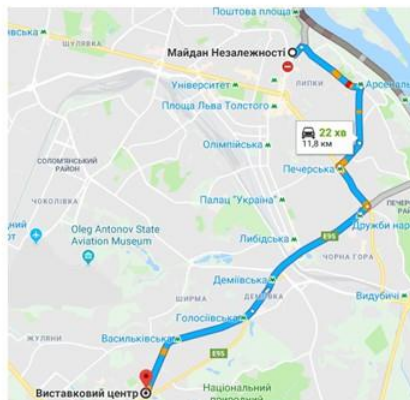 Поштова площа
Майдан Незалежності
ШУЛЯВКА
ЛИПКИ
Університет
Арсенал
Площа Льва Толстого
22 хв
11,8 км
Олімпійська
СОЛОМ'ЯНСЬКИЙ
РАЙОН
Печерська
ЧОКОЛІВКА
Палац "Україна"
Oleg Antonov State
Aviation Museum
Либідська
E95
Дружби нар
ЧОРНА ГОРА
Деміївська
ШИРМА
ДЕМІЇВКА
Видубичі
Голосіївська
Васильківська
ЖУЛЯНИ
E95
Виставковий центр
Національний
природний